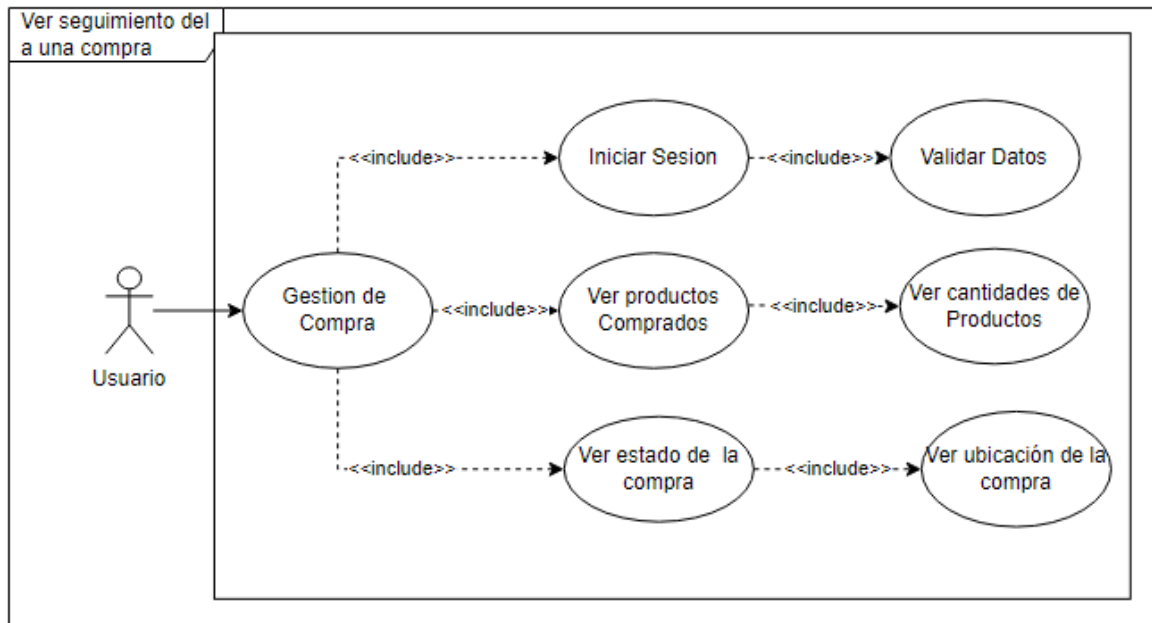 Ver seguimiento del
a una compra
<<include>>
Iniciar Sesion
<<include>>
Validar Datos
Gestion de
Compra
<<include>>
Ver productos
Comprados
<<include>>
Ver cantidades de
Productos
Usuario
<<include>>
Ver estado de la
compra
<<include>>
Ver ubicación de la
compra